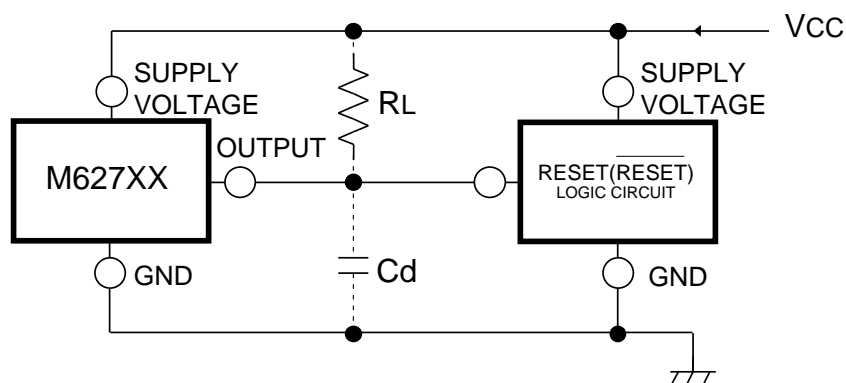 VCC
SUPPLY
VOLTAGE
RL
SUPPLY
VOLTAGE
M627XX
OUTPUT
RESET(RESET)
LOGIC CIRCUIT
GND
Cd
GND